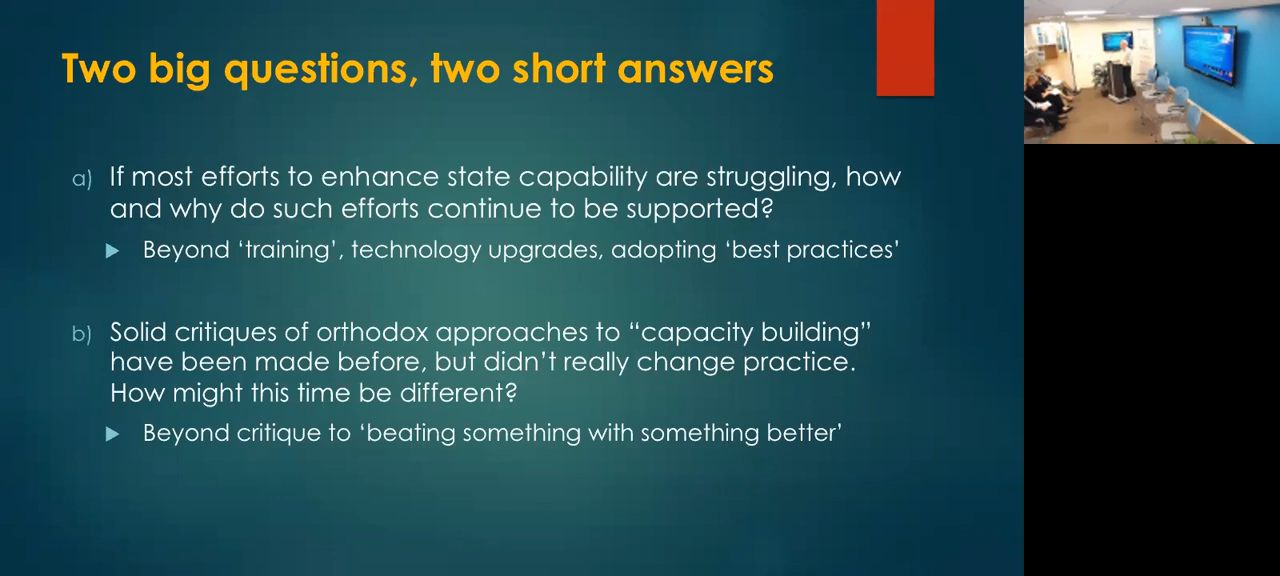 Two big questions, two short answers
a) If most efforts to enhance state capability are struggling, how
and why do such efforts continue to be supported?
Beyond ‘training’, technology upgrades, adopting ‘best practices’
b) Solid critiques of orthodox approaches to “capacity building”
have been made before, but didn’t really change practice.
How might this time be different?
Beyond critique to ‘beating something with something better’